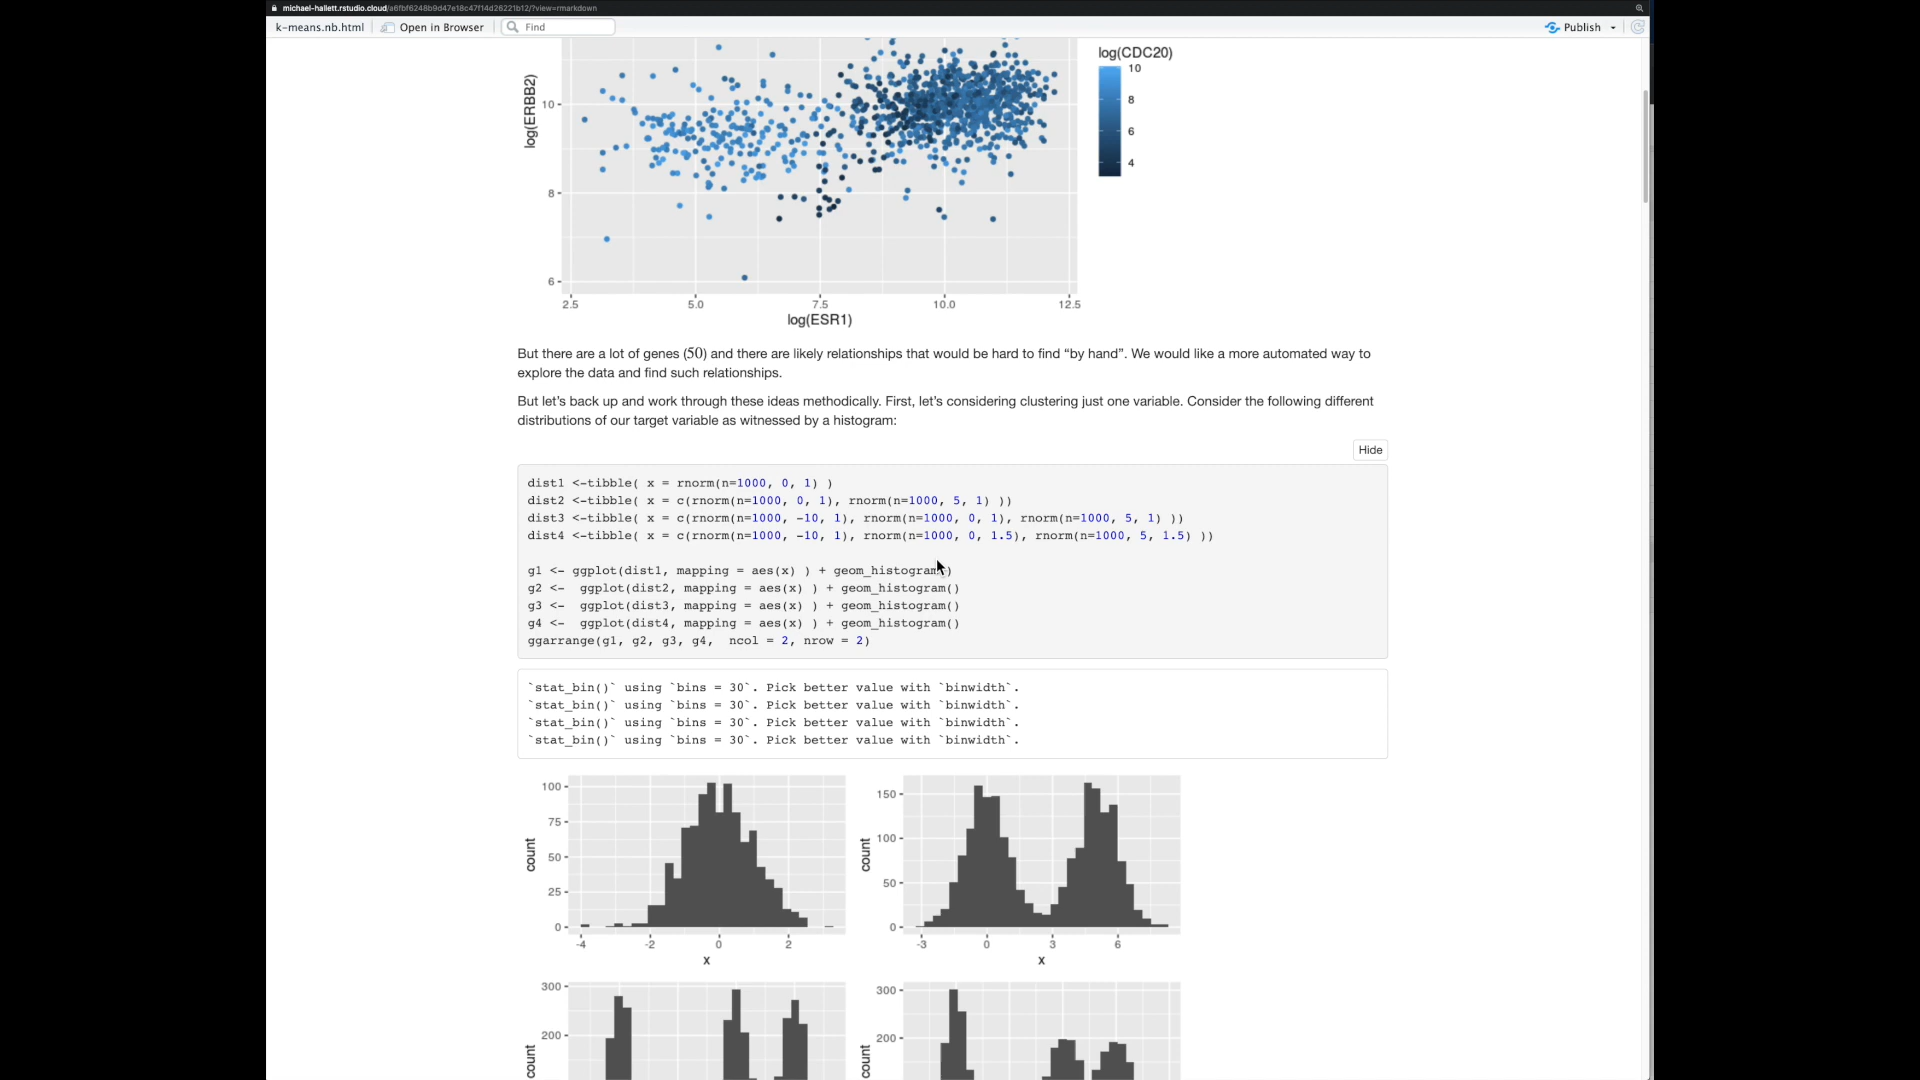 michael-hallett.rstudio.cloud/a6fbf6248b9d47e18c47f14d26221b12/?view=rmarkdown
k-means.nb.html Open in Browser Find Publish
log(ERBB2)
10
8
6
2.5 5.0 7.5 10.0 12.5
log(ESR1)
log(CDC20)
10
8
6
4
But there are a lot of genes (50) and there are likely relationships that would be hard to find “by hand”. We would like a more automated way to
explore the data and find such relationships.
But let’s back up and work through these ideas methodically. First, let’s considering clustering just one variable. Consider the following different
distributions of our target variable as witnessed by a histogram:
Hide
dist1 <-tibble( x = rnorm(n=1000, 0, 1) )
dist2 <-tibble( x = c(rnorm(n=1000, 0, 1), rnorm(n=1000, 5, 1) ))
dist3 <-tibble( x = c(rnorm(n=1000, -10, 1), rnorm(n=1000, 0, 1), rnorm(n=1000, 5, 1) ))
dist4 <-tibble( x = c(rnorm(n=1000, -10, 1), rnorm(n=1000, 0, 1.5), rnorm(n=1000, 5, 1.5) ))
g1 <- ggplot(dist1, mapping = aes(x) ) + geom_histogram()
g2 <-  ggplot(dist2, mapping = aes(x) ) + geom_histogram()
g3 <-  ggplot(dist3, mapping = aes(x) ) + geom_histogram()
g4 <-  ggplot(dist4, mapping = aes(x) ) + geom_histogram()
ggarrange(g1, g2, g3, g4,  ncol = 2, nrow = 2)
`stat_bin()` using `bins = 30`. Pick better value with `binwidth`.
`stat_bin()` using `bins = 30`. Pick better value with `binwidth`.
`stat_bin()` using `bins = 30`. Pick better value with `binwidth`.
`stat_bin()` using `bins = 30`. Pick better value with `binwidth`.
count
100
75
50
25
0
-4 -2 0 2
x
count
150
100
50
0
-3 0 3 6
x
count
300
200
count
300
200